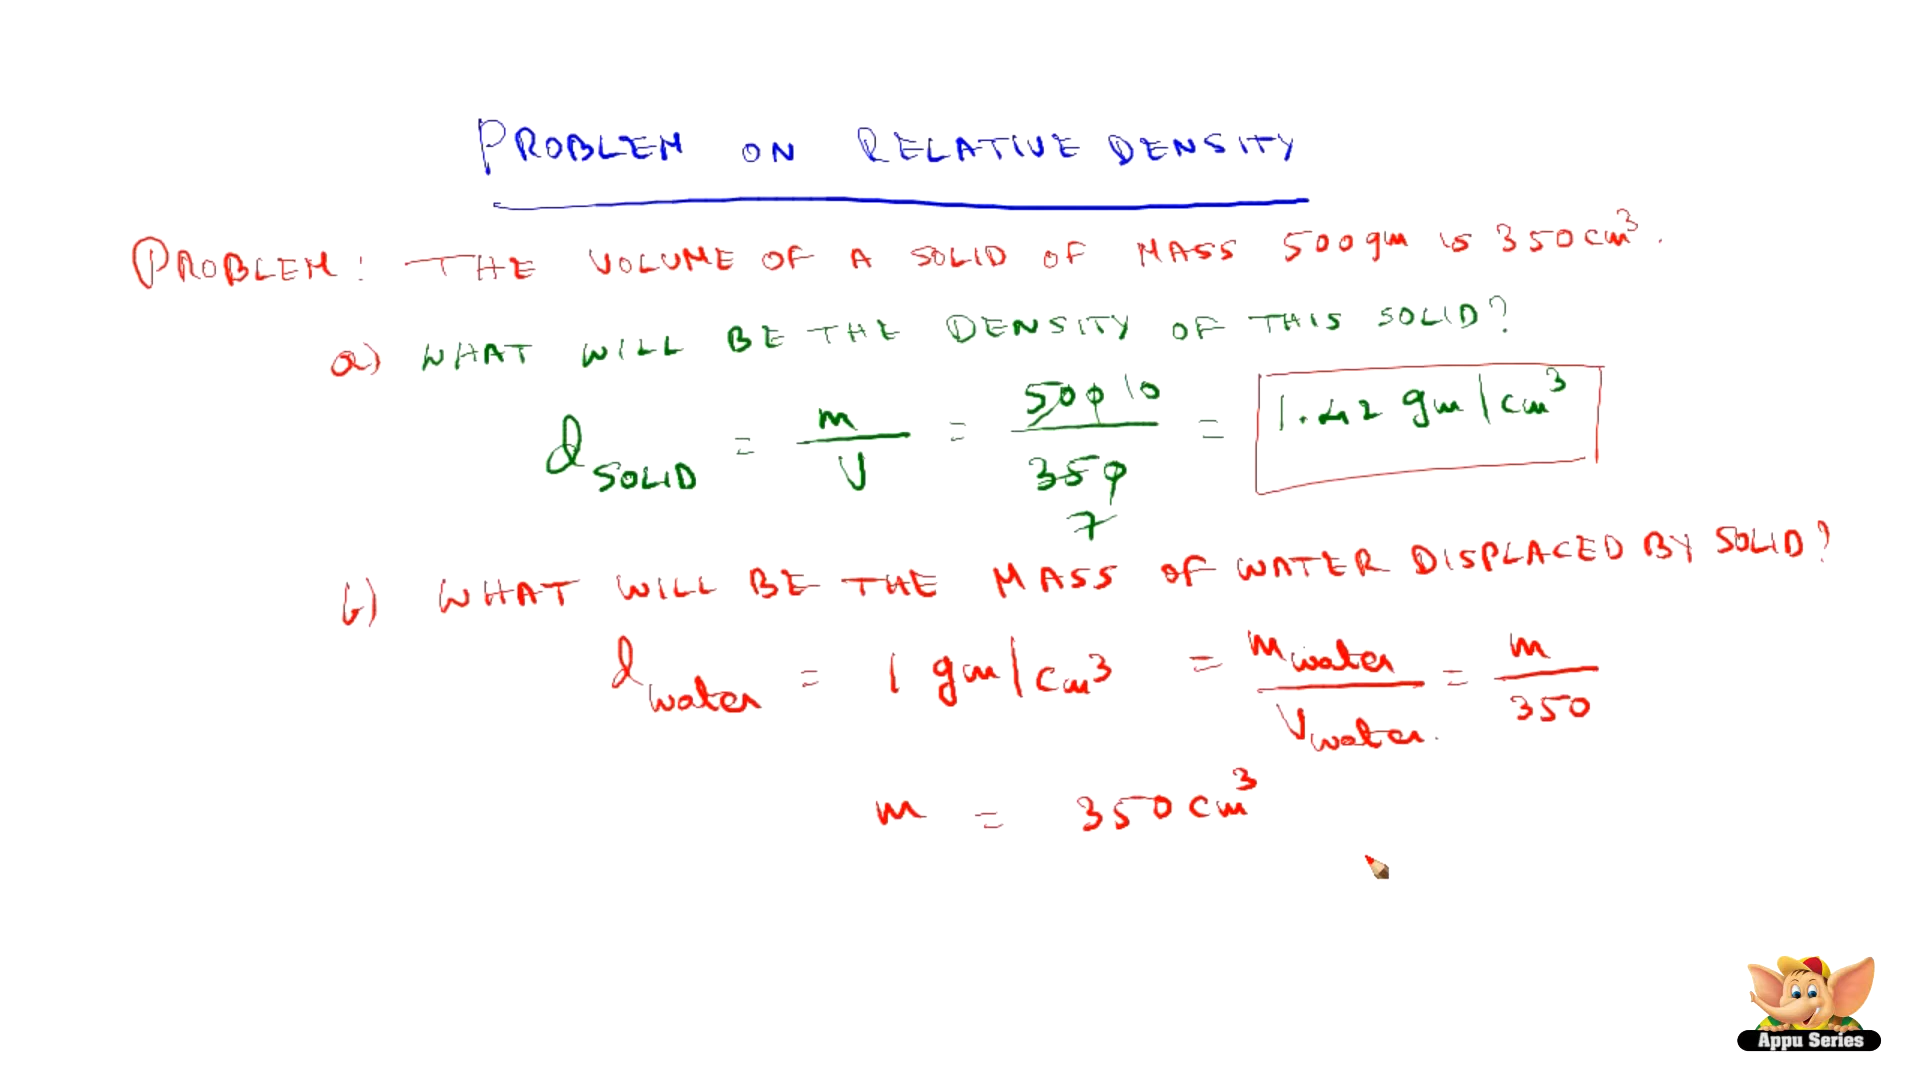 PROBLEM ON RELATIVE DENSITY
PROBLEM: THE VOLUME OF A SOLID OF MASS 500gm is 350cm³.
a) WHAT WILL BE THE DENSITY OF THIS SOLID?
d SOLID = m/V = 500 10/350 7 = 1.42 gm/cm³
b) WHAT WILL BE THE MASS OF WATER DISPLACED BY SOLID?
d water = 1 gm/cm³ = m water/V water. = m/350
m = 350 cm³
Appu Series